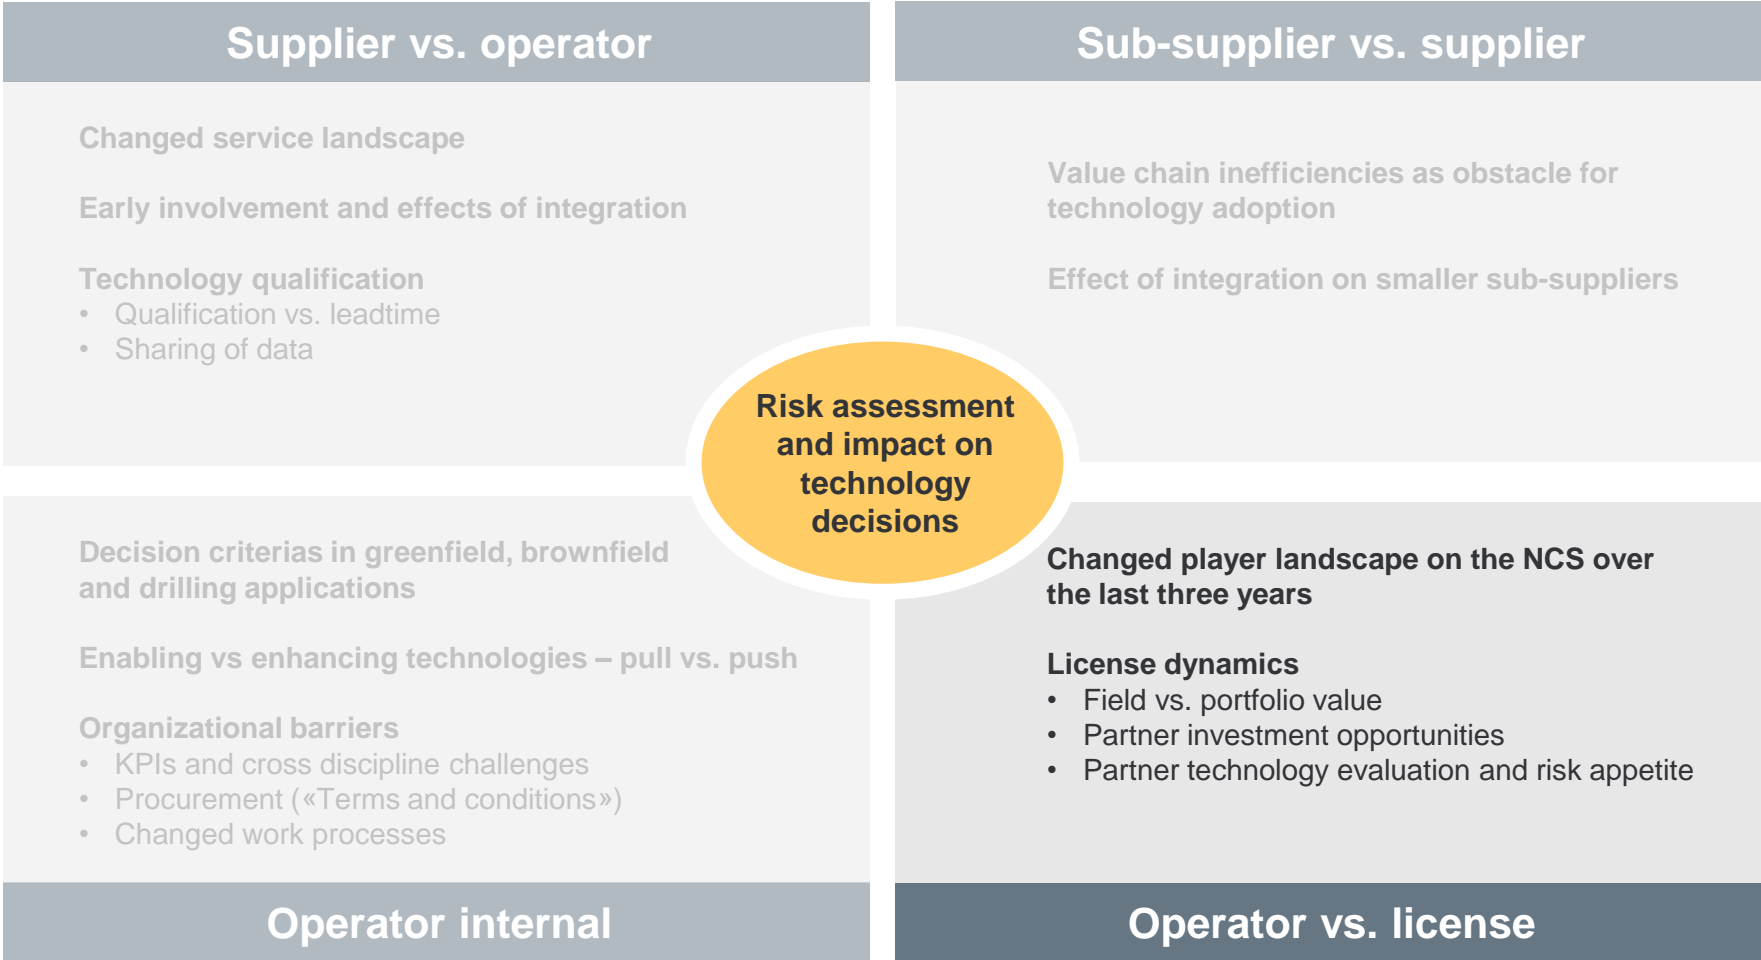 Supplier vs. operator
Changed service landscape
Early involvement and effects of integration
Technology qualification
• Qualification vs. leadtime
• Sharing of data
Sub-supplier vs. supplier
Value chain inefficiencies as obstacle for
technology adoption
Effect of integration on smaller sub-suppliers
Risk assessment
and impact on
technology
decisions
Decision criterias in greenfield, brownfield
and drilling applications
Enabling vs enhancing technologies – pull vs. push
Organizational barriers
• KPIs and cross discipline challenges
• Procurement («Terms and conditions»)
• Changed work processes
Operator internal
Changed player landscape on the NCS over
the last three years
License dynamics
• Field vs. portfolio value
• Partner investment opportunities
• Partner technology evaluation and risk appetite
Operator vs. license